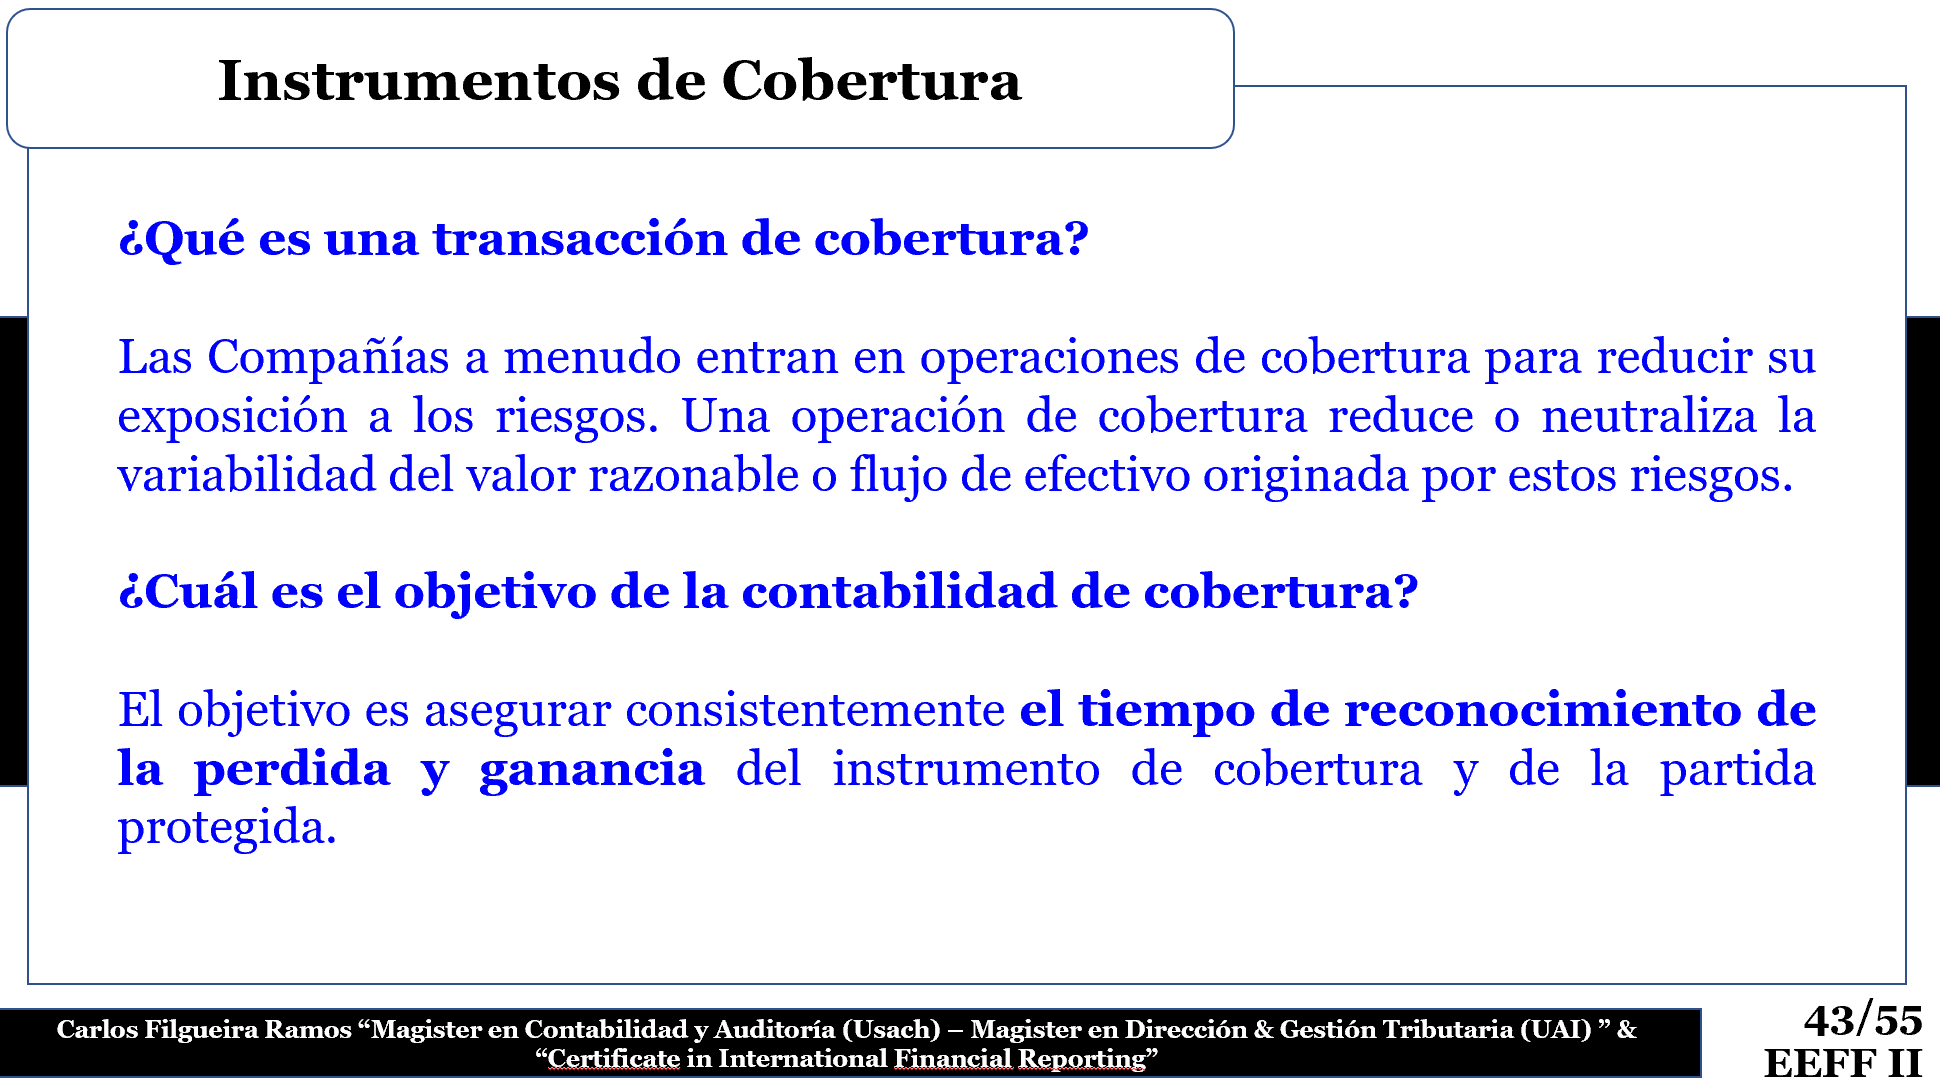 Instrumentos de Cobertura
¿Qué es una transacción de cobertura?
Las Compañías a menudo entran en operaciones de cobertura para reducir su
exposición a los riesgos. Una operación de cobertura reduce o neutraliza la
variabilidad del valor razonable o flujo de efectivo originada por estos riesgos.
¿Cuál es el objetivo de la contabilidad de cobertura?
El objetivo es asegurar consistentemente el tiempo de reconocimiento de
la perdida y ganancia del instrumento de cobertura y de la partida
protegida.
Carlos Filgueira Ramos “Magister en Contabilidad y Auditoría (Usach) – Magister en Dirección & Gestión Tributaria (UAI) ” &
“Certificate in International Financial Reporting”
43/55
EEFF II